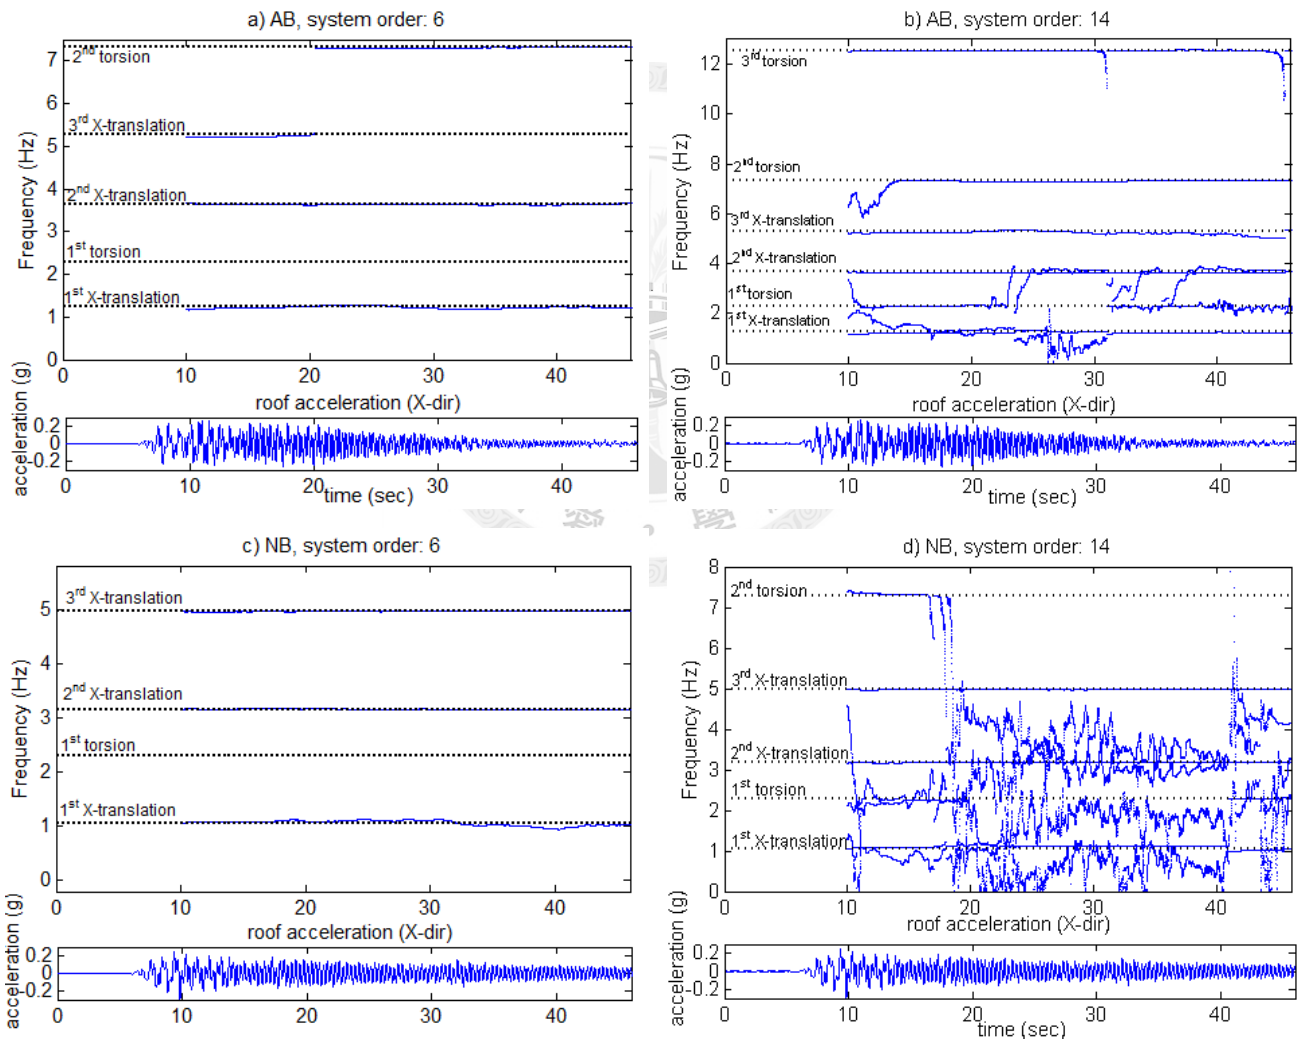 a) AB, system order: 6
Frequency (Hz)
7
6
5
4
3
2
1
0
2nd torsion
3rd X-translation
2nd X-translation
1st torsion
1st X-translation
0 10 20 30 40
roof acceleration (X-dir)
acceleration (g)
0.2
0
-0.2
0 10 20 30 40
time (sec)
b) AB, system order: 14
Frequency (Hz)
12
10
8
6
4
2
0
3rd torsion
2nd torsion
3rd X-translation
2nd X-translation
1st torsion
1st X-translation
0 10 20 30 40
roof acceleration (X-dir)
acceleration (g)
0.2
0
-0.2
0 10 20 30 40
time (sec)
c) NB, system order: 6
Frequency (Hz)
5
4
3
2
1
0
3rd X-translation
2nd X-translation
1st torsion
1st X-translation
0 10 20 30 40
roof acceleration (X-dir)
acceleration (g)
0.2
0
-0.2
0 10 20 30 40
d) NB, system order: 14
Frequency (Hz)
8
7
6
5
4
3
2
1
0
2nd torsion
3rd X-translation
2nd X-translation
1st torsion
1st X-translation
0 10 20 30 40
roof acceleration (X-dir)
acceleration (g)
0.2
0
-0.2
0 10 20 30 40
time (sec)